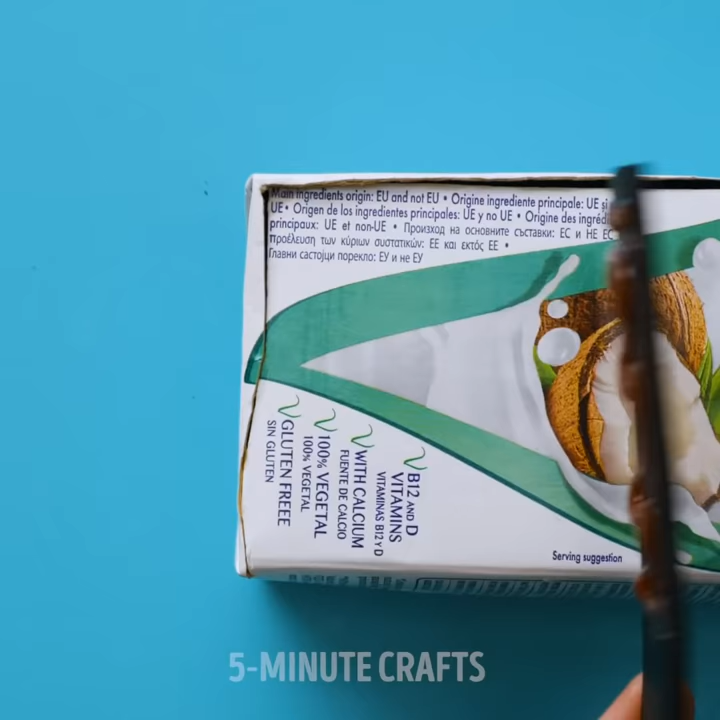 Main ingredients origin: EU and not EU • Origine ingrediente principale: UE și
UE • Origen de los ingredientes principales: UE y no UE • Origine des ingrédi
principaux: UE et non-UE • Произход на основните съставки: ЕС и НЕ ЕС
προέλευση των κύριων συστατικών: ΕΕ και εκτός ΕΕ •
Главни састојци порекло: ЕУ и не ЕУ
B12 AND D
VITAMINS
VITAMINAS B12 Y D
WITH CALCIUM
FUENTE DE CALCIO
100% VEGETAL
100% VEGETAL
GLUTEN FREEE
SIN GLUTEN
Serving suggestion
5-MINUTE CRAFTS